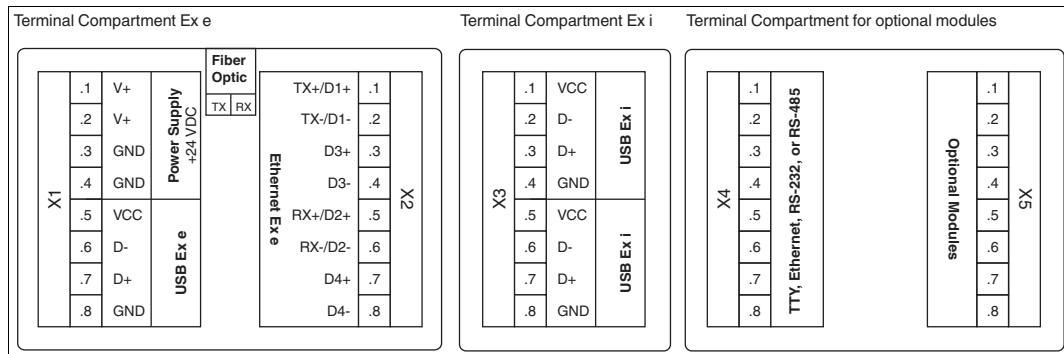 Terminal Compartment Ex e
Fiber
Optic
TX RX
X1
.1 V+
.2 V+
.3 GND
.4 GND
.5 VCC
.6 D-
.7 D+
.8 GND
Power Supply
+24 VDC
USB Ex e
Ethernet Ex e
TX+/D1+ .1
TX-/D1- .2
D3+ .3
D3- .4
RX+/D2+ .5
RX-/D2- .6
D4+ .7
D4- .8
X2
Terminal Compartment Ex i
X3
.1 VCC
.2 D-
.3 D+
.4 GND
.5 VCC
.6 D-
.7 D+
.8 GND
USB Ex i
USB Ex i
Terminal Compartment for optional modules
X4
.1
.2
.3
.4
.5
.6
.7
.8
TTY, Ethernet, RS-232, or RS-485
Optional Modules
.1
.2
.3
.4
.5
.6
.7
.8
X5